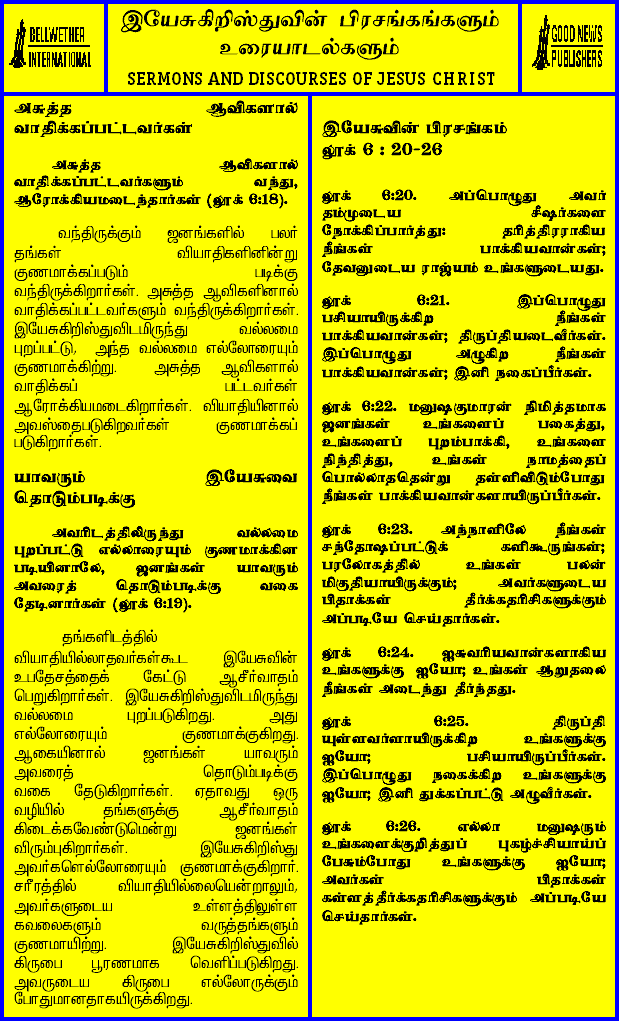 BELLWETHER
INTERNATIONAL
இயேசுகிறிஸ்துவின் பிரசங்கங்களும்
உரையாடல்களும்
SERMONS AND DISCOURSES OF JESUS CHRIST
GOOD NEWS
PUBLISHERS
அசுத்த ஆவிகளால்
வாதிக்கப்பட்டவர்கள்
அசுத்த ஆவிகளால்
வாதிக்கப்பட்டவர்களும் வந்து,
ஆரோக்கியமடைந்தார்கள் (லூக் 6:18).
வந்திருக்கும் ஜனங்களில் பலர்
தங்கள் வியாதிகளினின்று
குணமாக்கப்படும் படிக்கு
வந்திருக்கிறார்கள். அசுத்த ஆவிகளினால்
வாதிக்கப்பட்டவர்களும் வந்திருக்கிறார்கள்.
இயேசுகிறிஸ்துவிடமிருந்து வல்லமை
புறப்பட்டு, அந்த வல்லமை எல்லோரையும்
குணமாக்கிற்று. அசுத்த ஆவிகளால்
வாதிக்கப் பட்டவர்கள்
ஆரோக்கியமடைகிறார்கள். வியாதியினால்
அவஸ்தைபடுகிறவர்கள் குணமாக்கப்
படுகிறார்கள்.
யாவரும் இயேசுவை
தொடும்படிக்கு
அவரிடத்திலிருந்து வல்லமை
புறப்பட்டு எல்லாரையும் குணமாக்கின
படியினாலே, ஜனங்கள் யாவரும்
அவரைத் தொடும்படிக்கு வகை
தேடினார்கள் (லூக் 6:19).
தங்களிடத்தில்
வியாதியில்லாதவர்கள்கூட இயேசுவின்
உபதேசத்தைக் கேட்டு ஆசீர்வாதம்
பெறுகிறார்கள். இயேசுகிறிஸ்துவிடமிருந்து
வல்லமை புறப்படுகிறது. அது
எல்லோரையும் குணமாக்குகிறது.
ஆகையினால் ஜனங்கள் யாவரும்
அவரைத் தொடும்படிக்கு
வகை தேடுகிறார்கள். ஏதாவது ஒரு
வழியில் தங்களுக்கு ஆசீர்வாதம்
கிடைக்கவேண்டுமென்று ஜனங்கள்
விரும்புகிறார்கள். இயேசுகிறிஸ்து
அவர்களெல்லோரையும் குணமாக்குகிறார்.
சரீரத்தில் வியாதியில்லையென்றாலும்,
அவர்களுடைய உள்ளத்திலுள்ள
கவலைகளும் வருத்தங்களும்
குணமாயிற்று. இயேசுகிறிஸ்துவில்
கிருபை பூரணமாக வெளிப்படுகிறது.
அவருடைய கிருபை எல்லோருக்கும்
போதுமானதாகயிருக்கிறது.
இயேசுவின் பிரசங்கம்
லூக் 6 : 20-26
லூக் 6:20. அப்பொழுது அவர்
தம்முடைய சீஷர்களை
நோக்கிப்பார்த்து: தரித்திரராகிய
நீங்கள் பாக்கியவான்கள்;
தேவனுடைய ராஜ்யம் உங்களுடையது.
லூக் 6:21. இப்பொழுது
பசியாயிருக்கிற நீங்கள்
பாக்கியவான்கள்; திருப்தியடைவீர்கள்.
இப்பொழுது அழுகிற நீங்கள்
பாக்கியவான்கள்; இனி நகைப்பீர்கள்.
லூக் 6:22. மனுஷகுமாரன் நிமித்தமாக
ஜனங்கள் உங்களைப் பகைத்து,
உங்களைப் புறம்பாக்கி, உங்களை
நிந்தித்து, உங்கள் நாமத்தைப்
பொல்லாததென்று தள்ளிவிடும்போது
நீங்கள் பாக்கியவான்களாயிருப்பீர்கள்.
லூக் 6:23. அந்நாளிலே நீங்கள்
சந்தோஷப்பட்டுக் களிகூருங்கள்;
பரலோகத்தில் உங்கள் பலன்
மிகுதியாயிருக்கும்; அவர்களுடைய
பிதாக்கள் தீர்க்கதரிசிகளுக்கும்
அப்படியே செய்தார்கள்.
லூக் 6:24. ஐசுவரியவான்களாகிய
உங்களுக்கு ஐயோ; உங்கள் ஆறுதலை
நீங்கள் அடைந்து தீர்ந்தது.
லூக் 6:25. திருப்தி
யுள்ளவர்ளாயிருக்கிற உங்களுக்கு
ஐயோ; பசியாயிருப்பீர்கள்.
இப்பொழுது நகைக்கிற உங்களுக்கு
ஐயோ; இனி துக்கப்பட்டு அழுவீர்கள்.
லூக் 6:26. எல்லா மனுஷரும்
உங்களைக்குறித்துப் புகழ்ச்சியாய்ப்
பேசும்போது உங்களுக்கு ஐயோ;
அவர்கள் பிதாக்கள்
கள்ளத்தீர்க்கதரிசிகளுக்கும் அப்படியே
செய்தார்கள்.